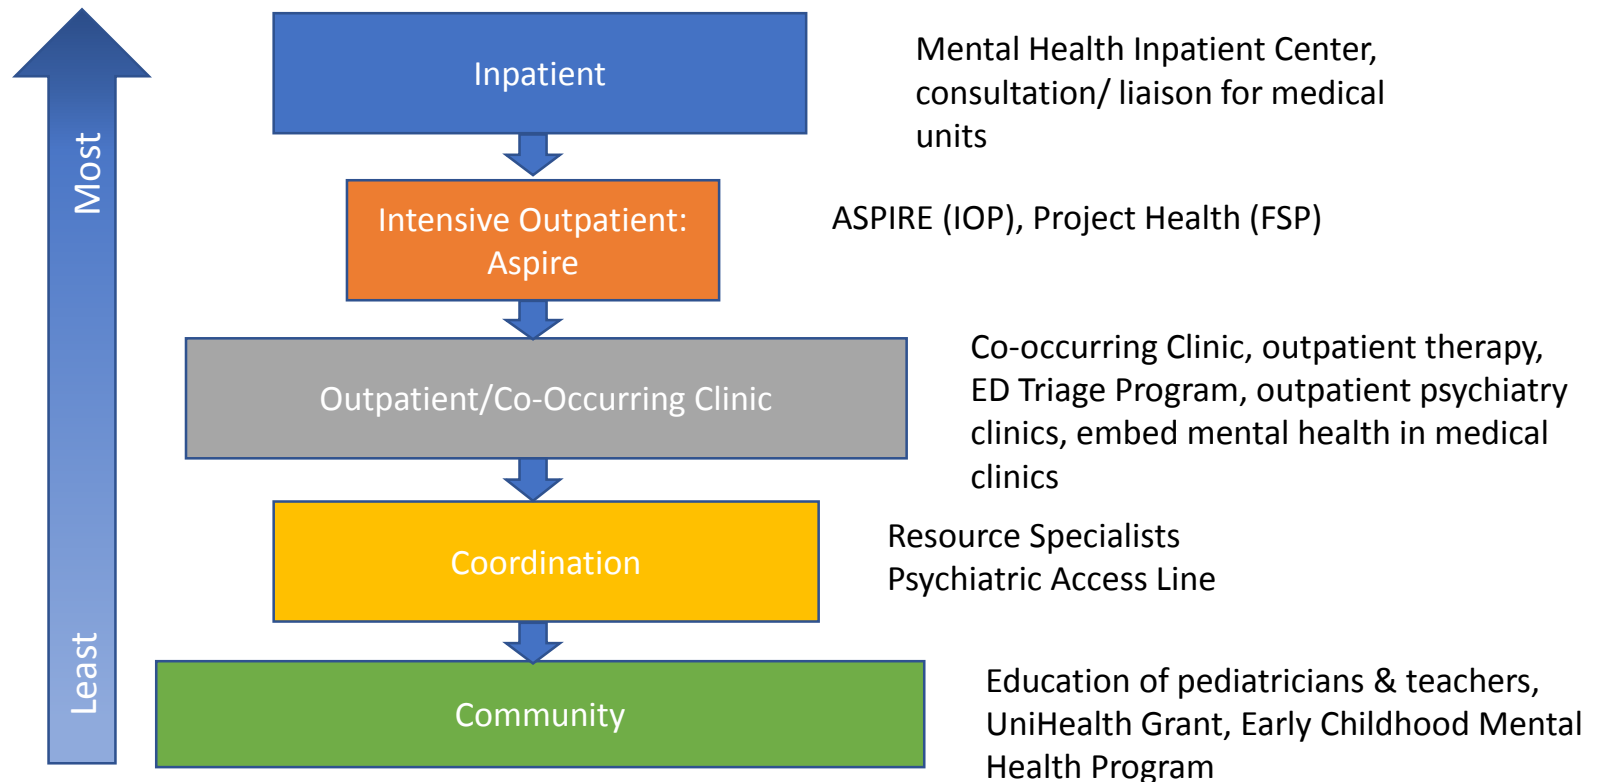 Most
Least
Inpatient
Mental Health Inpatient Center,
consultation/ liaison for medical
units
Intensive Outpatient:
Aspire
ASPIRE (IOP), Project Health (FSP)
Outpatient/Co-Occurring Clinic
Co-occurring Clinic, outpatient therapy,
ED Triage Program, outpatient psychiatry
clinics, embed mental health in medical
clinics
Coordination
Resource Specialists
Psychiatric Access Line
Community
Education of pediatricians & teachers,
UniHealth Grant, Early Childhood Mental
Health Program